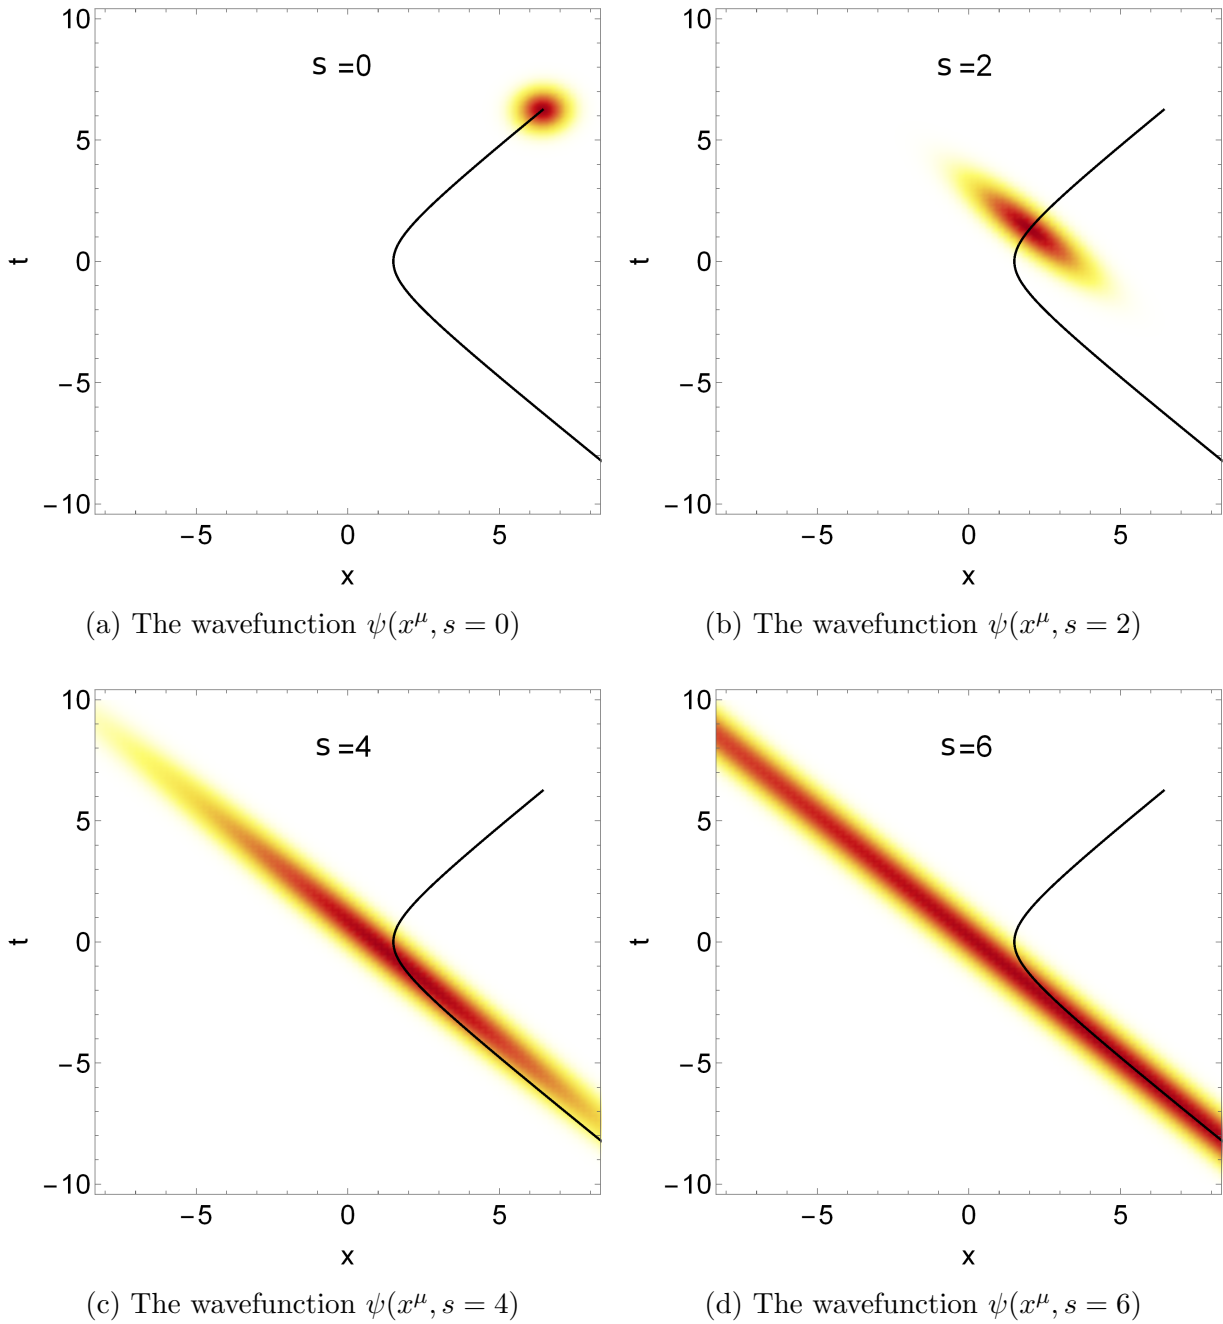 10
5
0
−5
−10
t
s =0
−5
0
5
x
(a) The wavefunction ψ(x^μ, s = 0)
10
5
0
−5
−10
t
s =2
−5
0
5
x
(b) The wavefunction ψ(x^μ, s = 2)
10
5
0
−5
−10
t
s =4
−5
0
5
x
(c) The wavefunction ψ(x^μ, s = 4)
10
5
0
−5
−10
t
s =6
−5
0
5
x
(d) The wavefunction ψ(x^μ, s = 6)